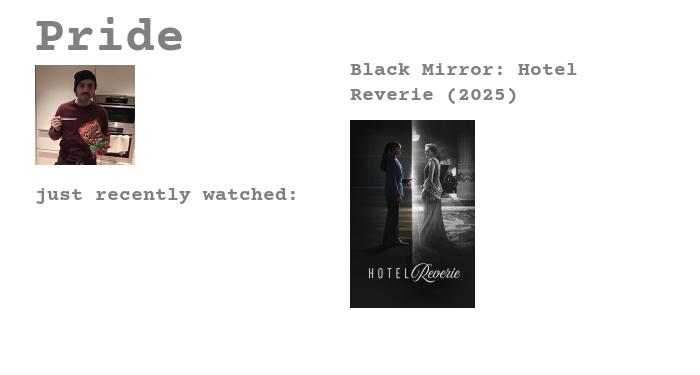 Pride
just recently watched:
Black Mirror: Hotel
Reverie (2025)
HOTEL Reverie